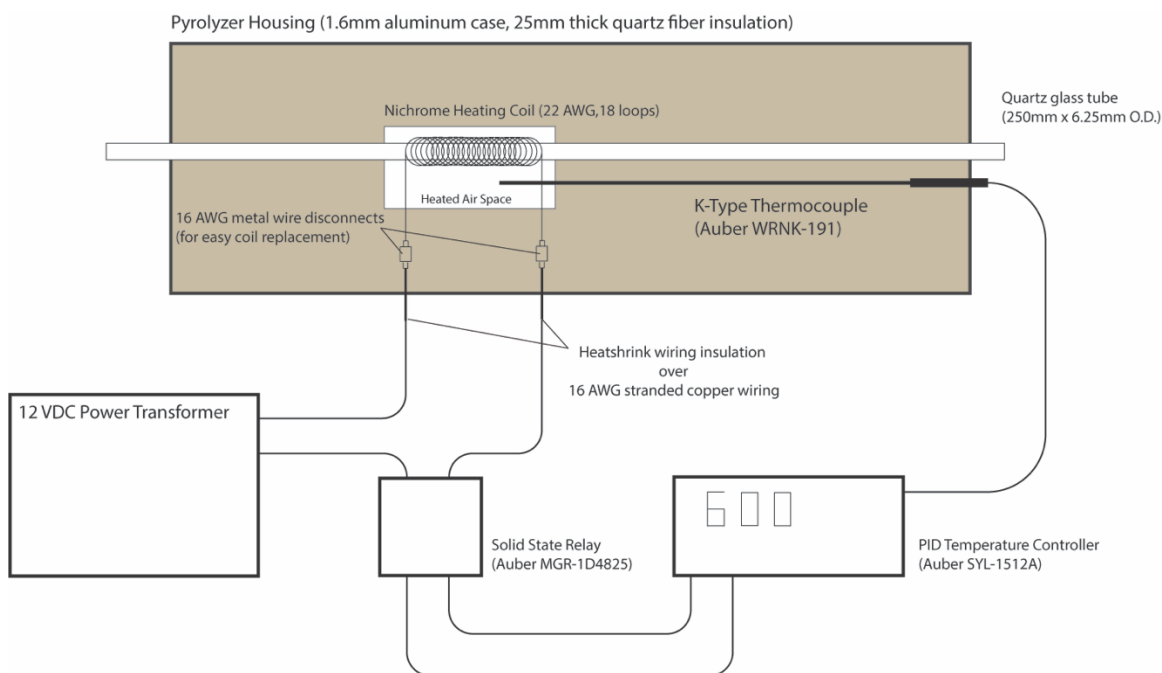 Pyrolyzer Housing (1.6mm aluminum case, 25mm thick quartz fiber insulation)
Nichrome Heating Coil (22 AWG,18 loops)
Quartz glass tube
(250mm x 6.25mm O.D.)
Heated Air Space
K-Type Thermocouple
(Auber WRNK-191)
16 AWG metal wire disconnects
(for easy coil replacement)
Heatshrink wiring insulation
over
16 AWG stranded copper wiring
12 VDC Power Transformer
600
Solid State Relay
(Auber MGR-1D4825)
PID Temperature Controller
(Auber SYL-1512A)